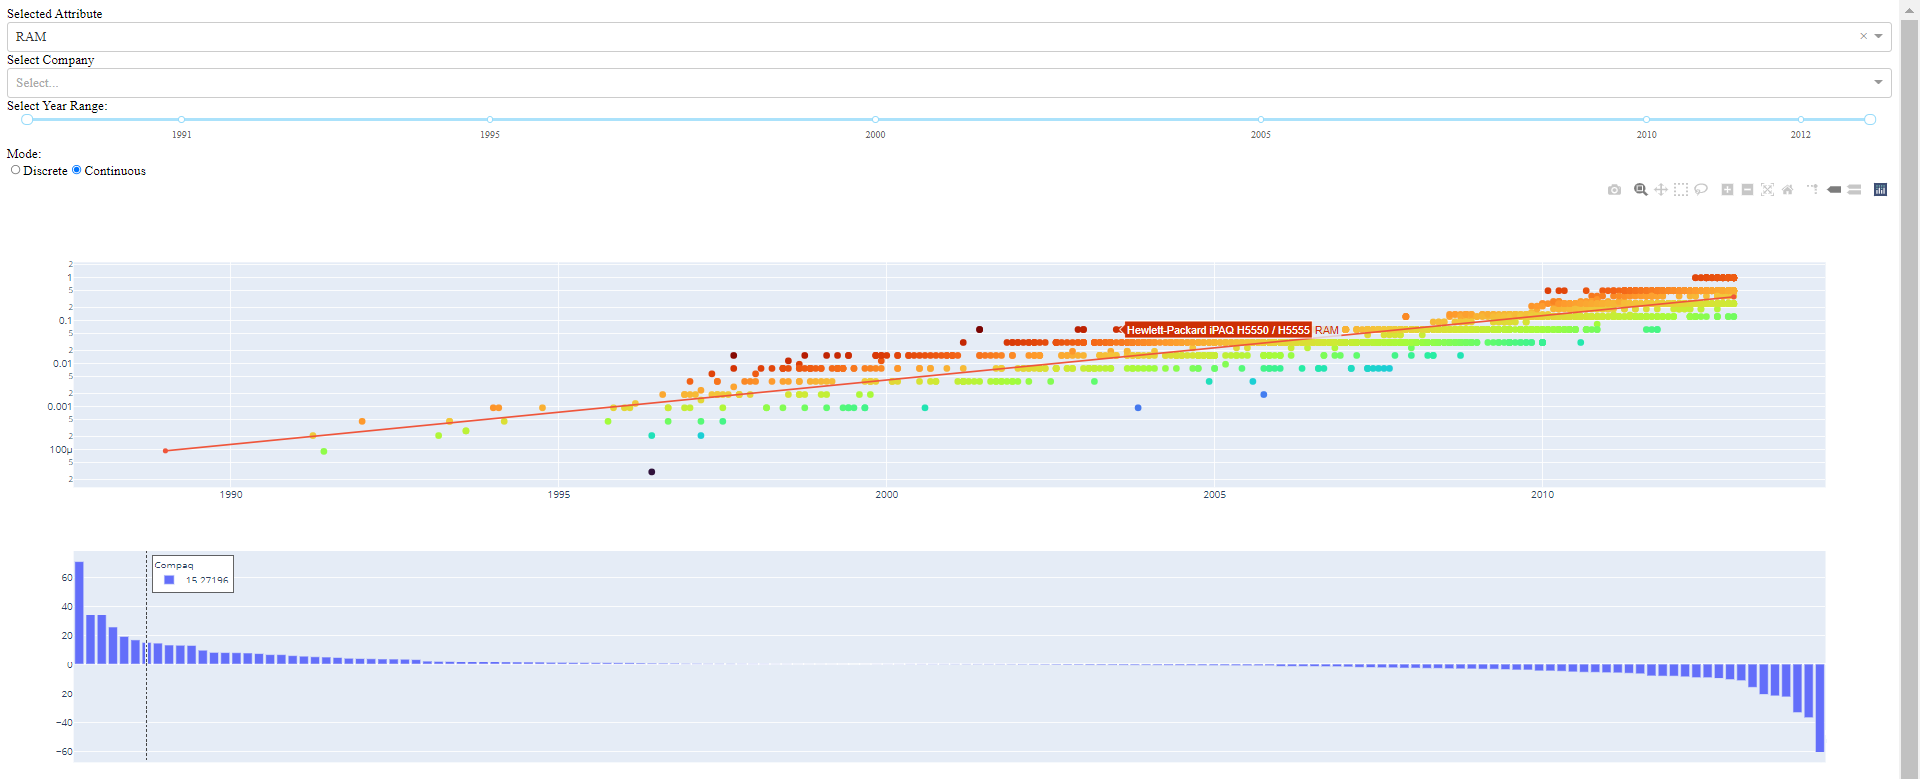 Selected Attribute
RAM
Select Company
Select...
Select Year Range:
1991 1995 2000 2005 2010 2012
Mode:
Discrete Continuous
2
1
5
2
0.1
5
2
0.01
5
2
0.001
5
2
100μ
5
2
Hewlett-Packard iPAQ H5550 / H5555 RAM
1990 1995 2000 2005 2010
Compaq
15.27196
60
40
20
0
20
−40
−60